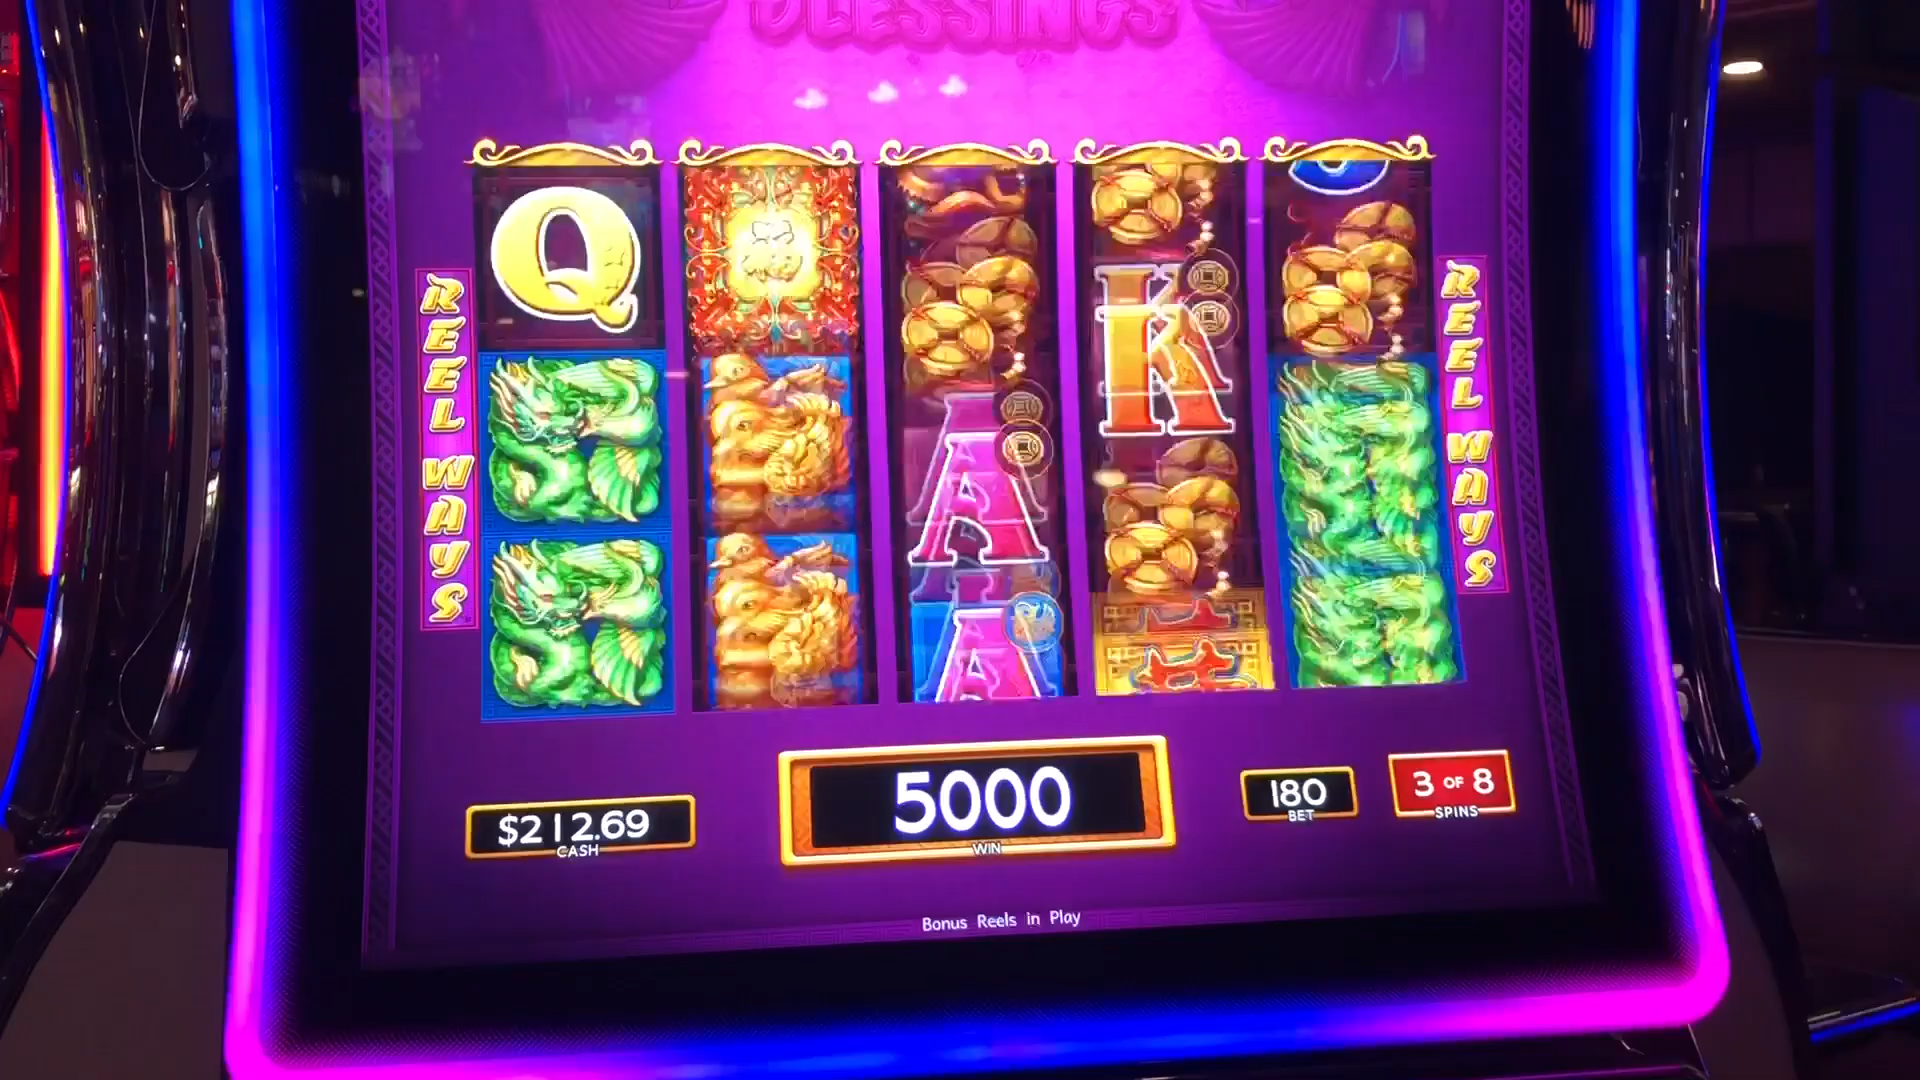 BLESSINGS
Q
K
A
A
REEL WAYS
REEL WAYS
$212.69
CASH
5000
WIN
180
BET
3 OF 8
SPINS
Bonus Reels in Play